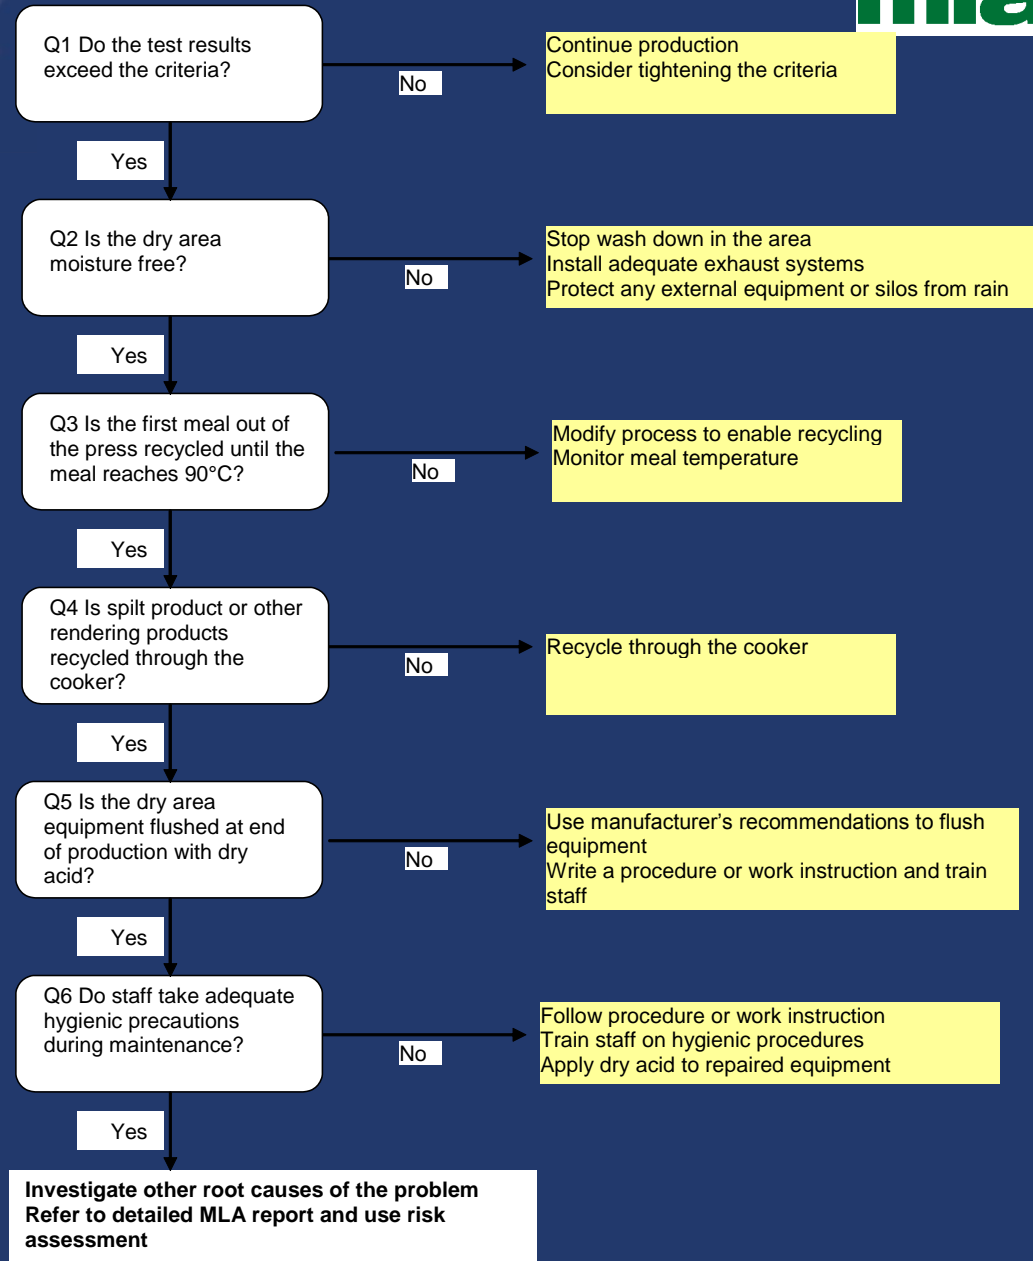 mla
Q1 Do the test results
exceed the criteria?
No
Continue production
Consider tightening the criteria
Yes
Q2 Is the dry area
moisture free?
No
Stop wash down in the area
Install adequate exhaust systems
Protect any external equipment or silos from rain
Yes
Q3 Is the first meal out of
the press recycled until the
meal reaches 90°C?
No
Modify process to enable recycling
Monitor meal temperature
Yes
Q4 Is spilt product or other
rendering products
recycled through the
cooker?
No
Recycle through the cooker
Yes
Q5 Is the dry area
equipment flushed at end
of production with dry
acid?
No
Use manufacturer’s recommendations to flush
equipment
Write a procedure or work instruction and train
staff
Yes
Q6 Do staff take adequate
hygienic precautions
during maintenance?
No
Follow procedure or work instruction
Train staff on hygienic procedures
Apply dry acid to repaired equipment
Yes
Investigate other root causes of the problem
Refer to detailed MLA report and use risk
assessment